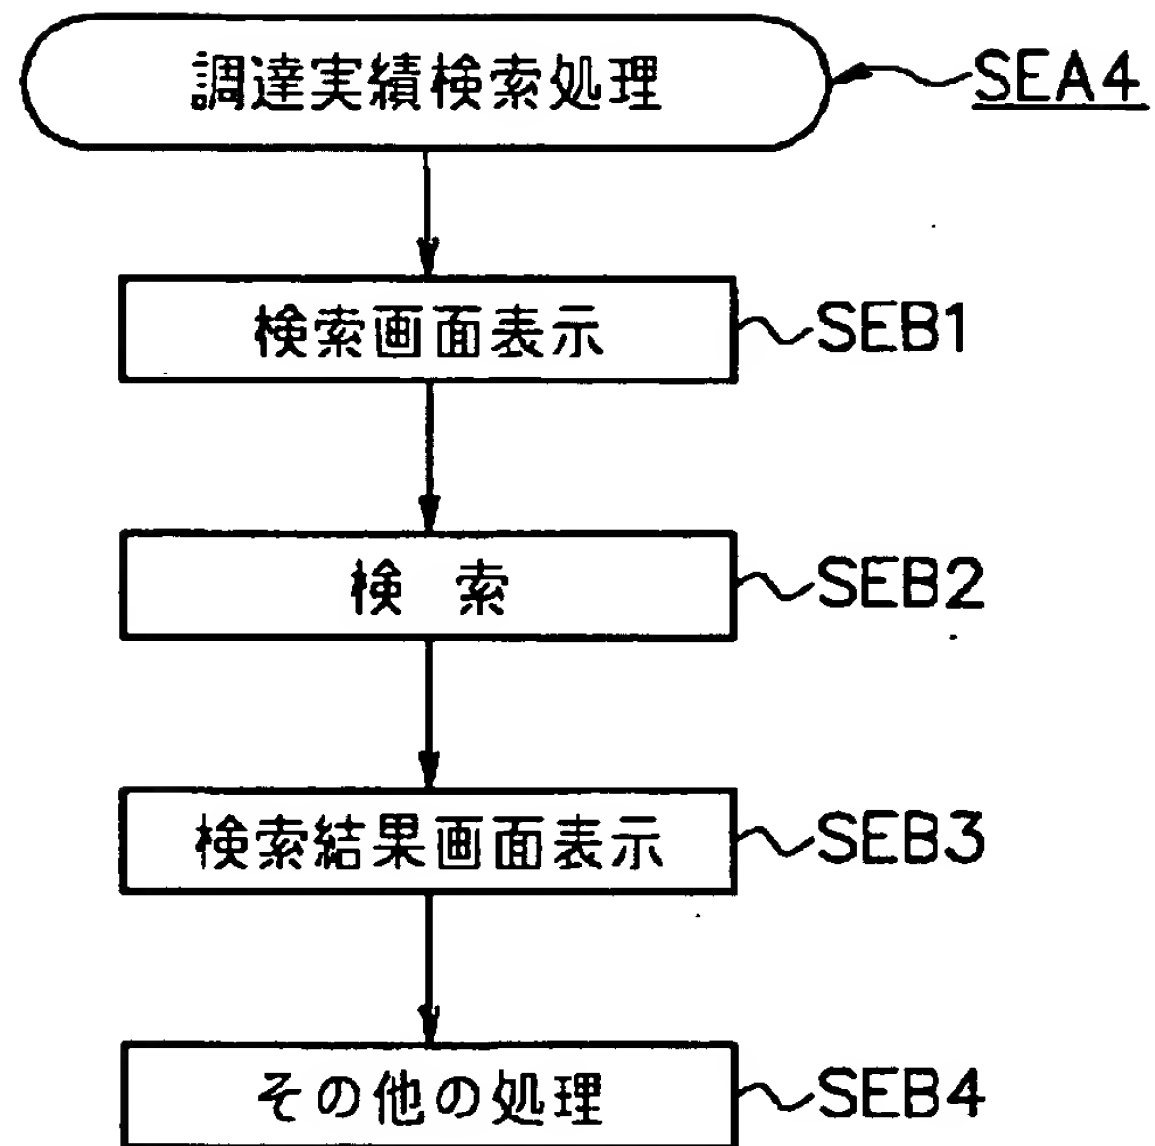 調達実績検索処理 SEA4
検索画面表示 SEB1
検 索 SEB2
検索結果画面表示 SEB3
その他の処理 SEB4